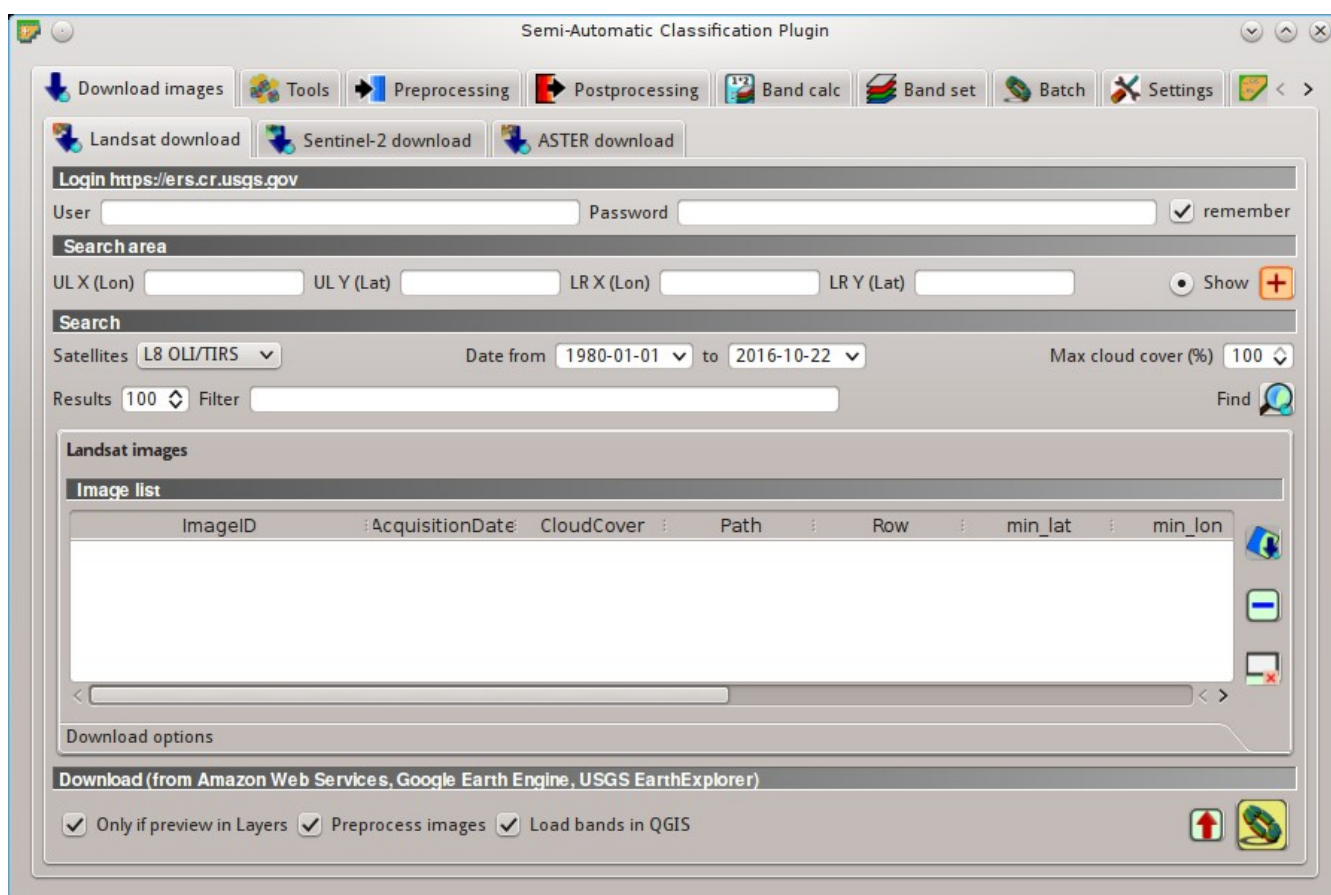 Semi-Automatic Classification Plugin
Download images Tools Preprocessing Postprocessing Band calc Band set Batch Settings
Landsat download Sentinel-2 download ASTER download
Login https://ers.cr.usgs.gov
User Password remember
Search area
UL X (Lon) UL Y (Lat) LR X (Lon) LR Y (Lat) Show
Search
Satellites L8 OLI/TIRS Date from 1980-01-01 to 2016-10-22 Max cloud cover (%) 100
Results 100 Filter Find
Landsat images
Image list
ImageID AcquisitionDate CloudCover Path Row min_lat min_lon
Download options
Download (from Amazon Web Services, Google Earth Engine, USGS EarthExplorer)
Only if preview in Layers Preprocess images Load bands in QGIS